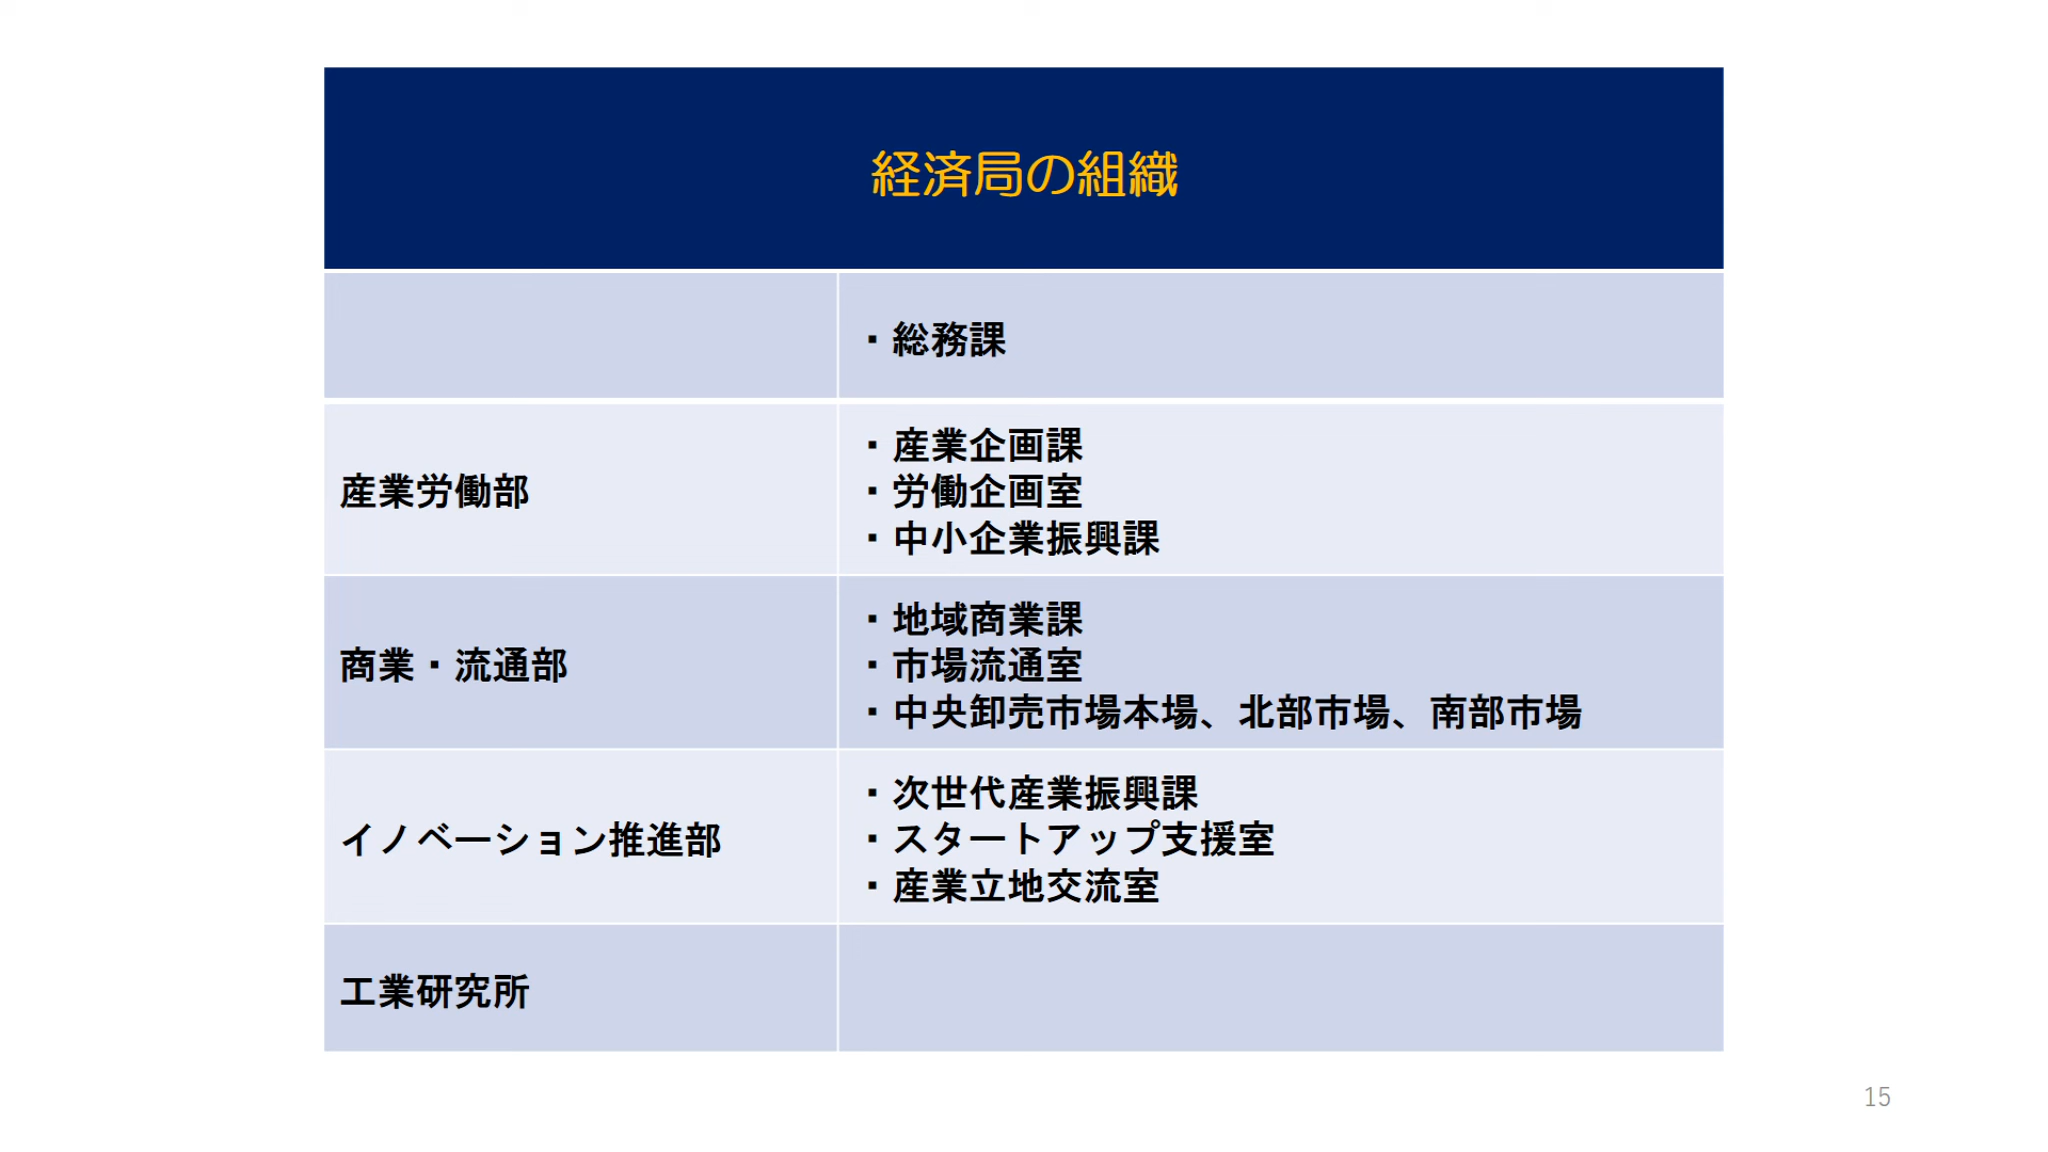 経済局の組織
・総務課
産業労働部
・産業企画課
・労働企画室
・中小企業振興課
商業・流通部
・地域商業課
・市場流通室
・中央卸売市場本場、北部市場、南部市場
イノベーション推進部
・次世代産業振興課
・スタートアップ支援室
・産業立地交流室
工業研究所
15